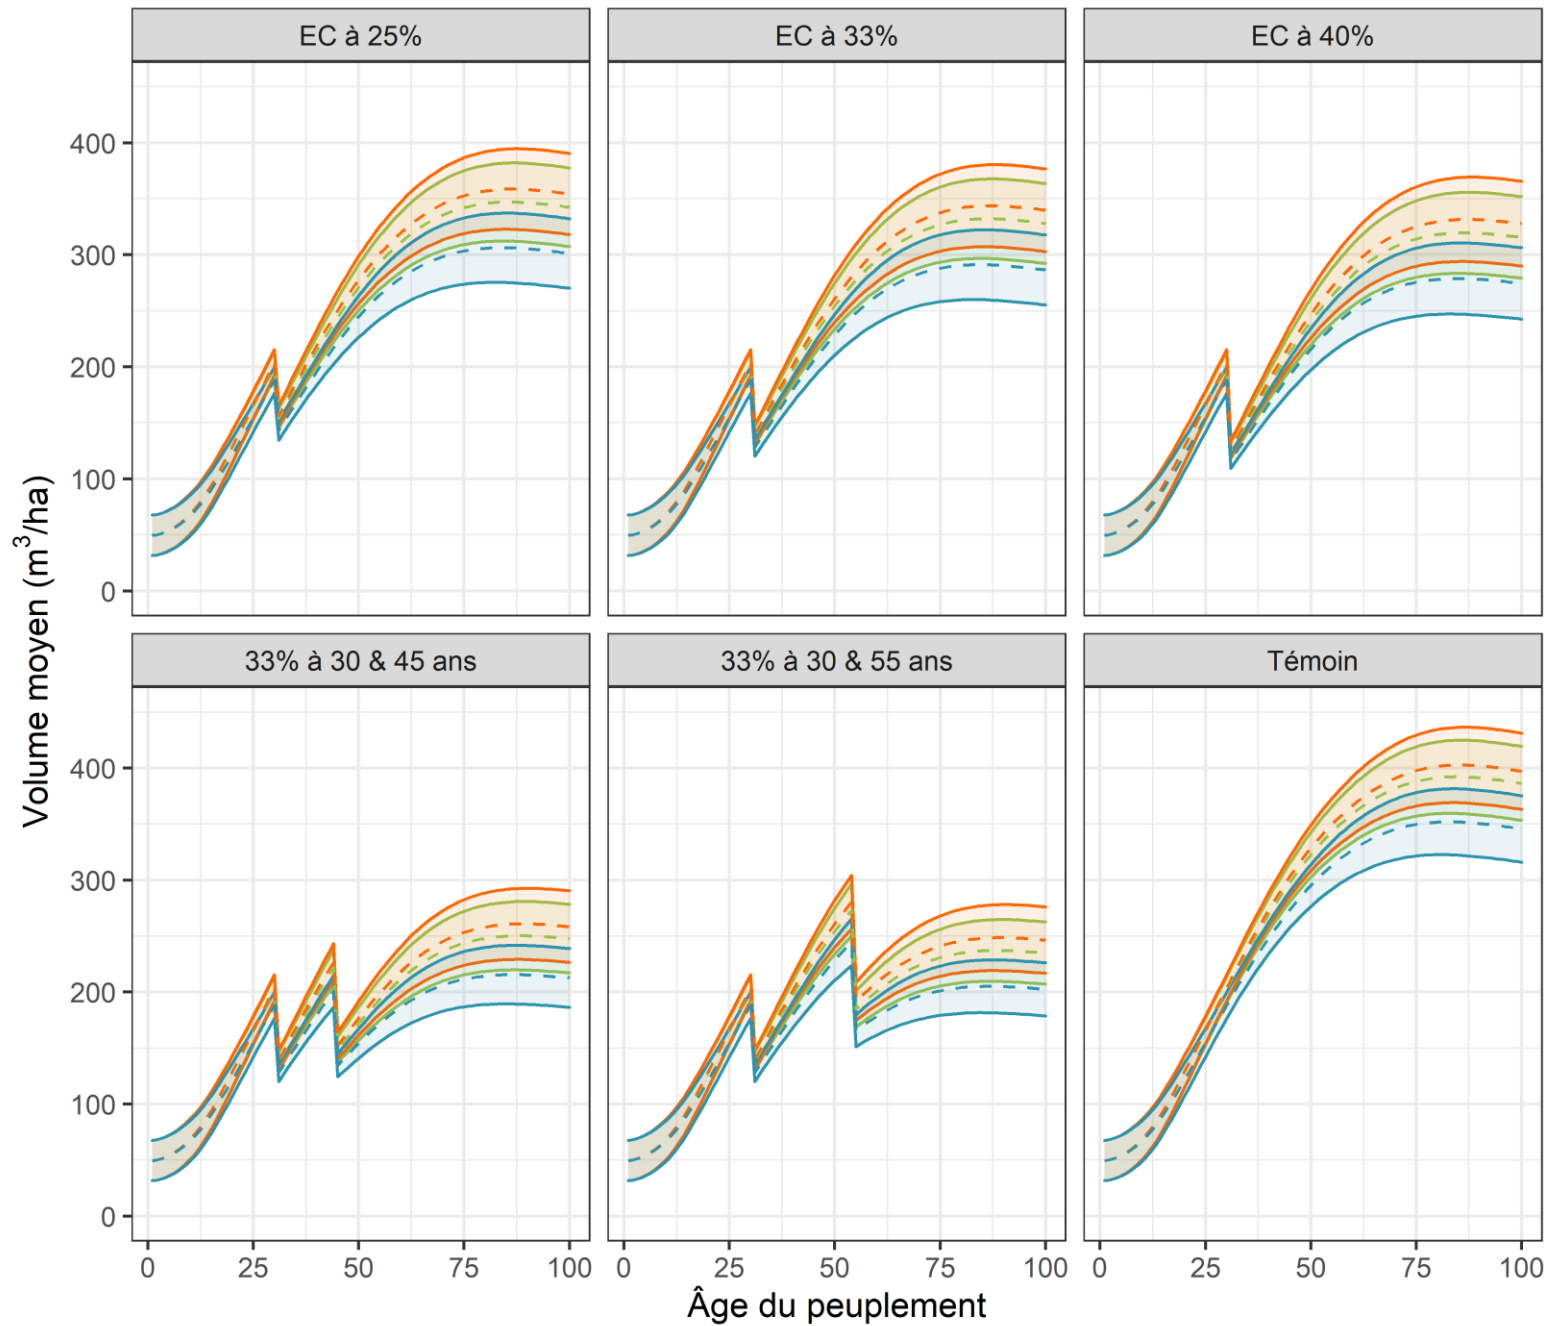 EC à 25%
EC à 33%
EC à 40%
400
300
200
100
0
Volume moyen (m³/ha)
33% à 30 & 45 ans
33% à 30 & 55 ans
Témoin
400
300
200
100
0
0 25 50 75 100
0 25 50 75 100
0 25 50 75 100
Âge du peuplement